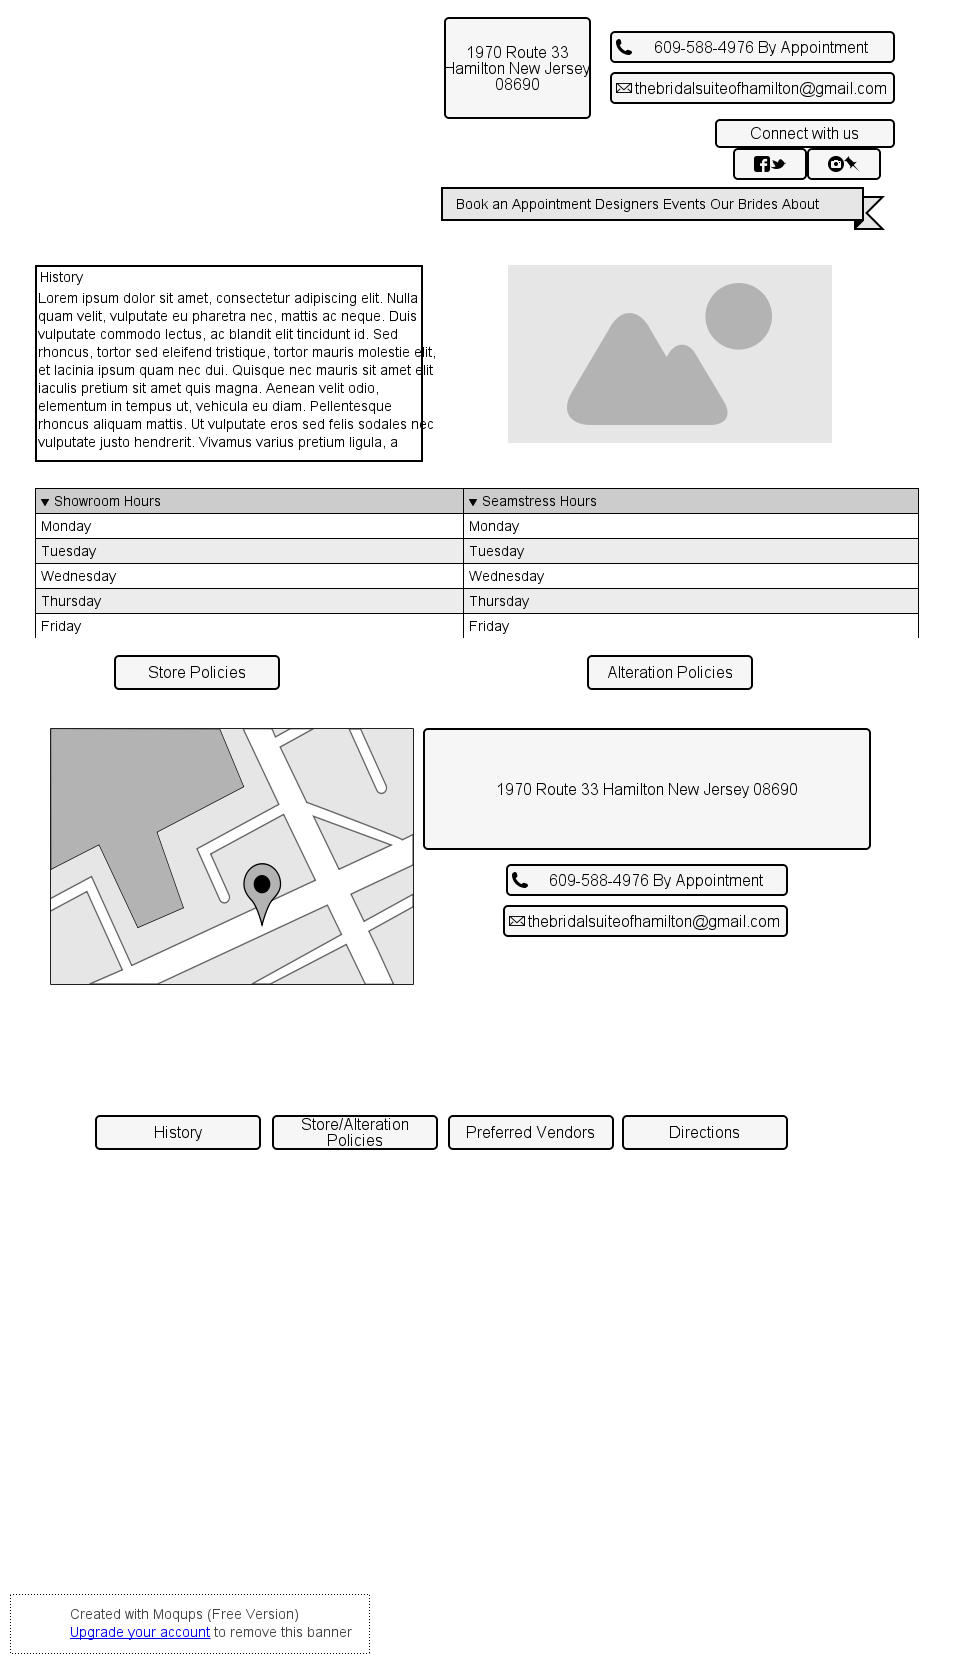 1970 Route 33
Hamilton New Jersey
08690
609-588-4976 By Appointment
thebridalsuiteofhamilton@gmail.com
Connect with us
Book an Appointment Designers Events Our Brides About
History
Lorem ipsum dolor sit amet, consectetur adipiscing elit. Nulla
quam velit, vulputate eu pharetra nec, mattis ac neque. Duis
vulputate commodo lectus, ac blandit elit tincidunt id. Sed
rhoncus, tortor sed eleifend tristique, tortor mauris molestie elit,
et lacinia ipsum quam nec dui. Quisque nec mauris sit amet elit
iaculis pretium sit amet quis magna. Aenean velit odio,
elementum in tempus ut, vehicula eu diam. Pellentesque
rhoncus aliquam mattis. Ut vulputate eros sed felis sodales nec
vulputate justo hendrerit. Vivamus varius pretium ligula, a
Showroom Hours Seamstress Hours
Monday Monday
Tuesday Tuesday
Wednesday Wednesday
Thursday Thursday
Friday Friday
Store Policies Alteration Policies
1970 Route 33 Hamilton New Jersey 08690
609-588-4976 By Appointment
thebridalsuiteofhamilton@gmail.com
History
Store/Alteration
Policies
Preferred Vendors
Directions
Created with Moqups (Free Version)
Upgrade your account to remove this banner